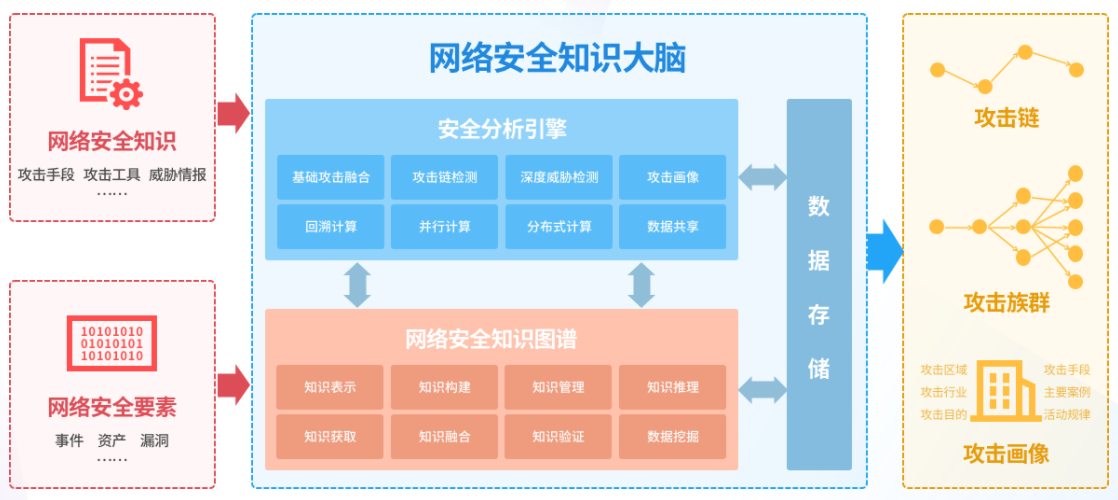 网络安全知识
攻击手段 攻击工具 威胁情报
……
10101010
01010101
10101010
网络安全要素
事件 资产 漏洞
……
网络安全知识大脑
安全分析引擎
基础攻击融合 攻击链检测 深度威胁检测 攻击画像
回溯计算 并行计算 分布式计算 数据共享
网络安全知识图谱
知识表示 知识构建 知识管理 知识推理
知识获取 知识融合 知识验证 数据挖掘
数
据
存
储
攻击链
攻击族群
攻击区域 攻击手段
攻击行业 主要案例
攻击目的 活动规律
攻击画像